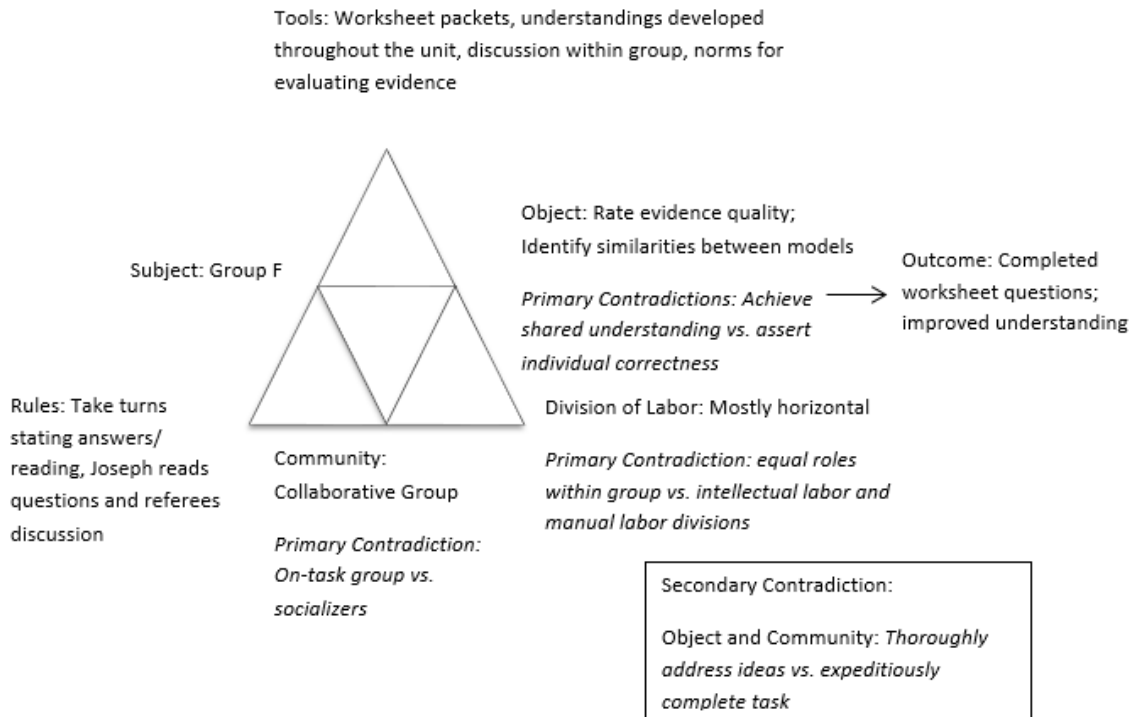 Tools: Worksheet packets, understandings developed
throughout the unit, discussion within group, norms for
evaluating evidence
Subject: Group F
Object: Rate evidence quality;
Identify similarities between models
Primary Contradictions: Achieve
shared understanding vs. assert
individual correctness
Outcome: Completed
worksheet questions;
improved understanding
Rules: Take turns
stating answers/
reading, Joseph reads
questions and referees
discussion
Community:
Collaborative Group
Primary Contradiction:
On-task group vs.
socializers
Division of Labor: Mostly horizontal
Primary Contradiction: equal roles
within group vs. intellectual labor and
manual labor divisions
Secondary Contradiction:
Object and Community: Thoroughly
address ideas vs. expeditiously
complete task